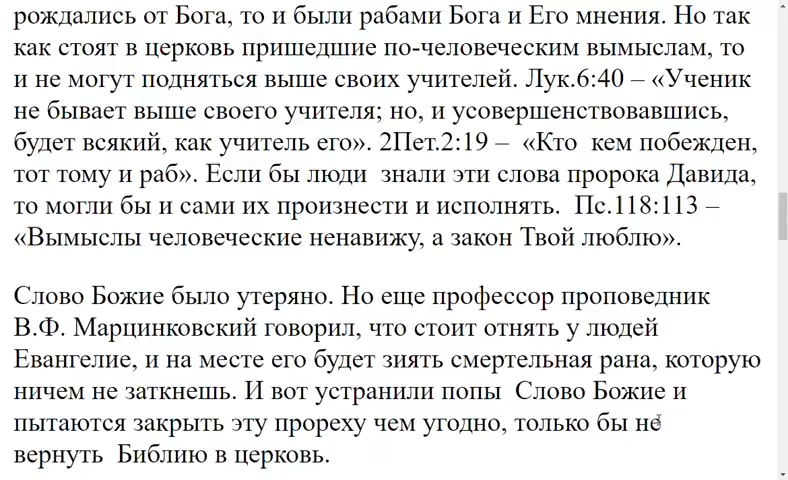 рождались от Бога, то и были рабами Бога и Его мнения. Но так
как стоят в церковь пришедшие по-человеческим вымыслам, то
и не могут подняться выше своих учителей. Лук.6:40 – «Ученик
не бывает выше своего учителя; но, и усовершенствовавшись,
будет всякий, как учитель его». 2Пет.2:19 – «Кто кем побежден,
тот тому и раб». Если бы люди знали эти слова пророка Давида,
то могли бы и сами их произнести и исполнять. Пс.118:113 –
«Вымыслы человеческие ненавижу, а закон Твой люблю».
Слово Божие было утеряно. Но еще профессор проповедник
В.Ф. Марцинковский говорил, что стоит отнять у людей
Евангелие, и на месте его будет зиять смертельная рана, которую
ничем не заткнешь. И вот устранили попы Слово Божие и
пытаются закрыть эту прореху чем угодно, только бы не
вернуть Библию в церковь.